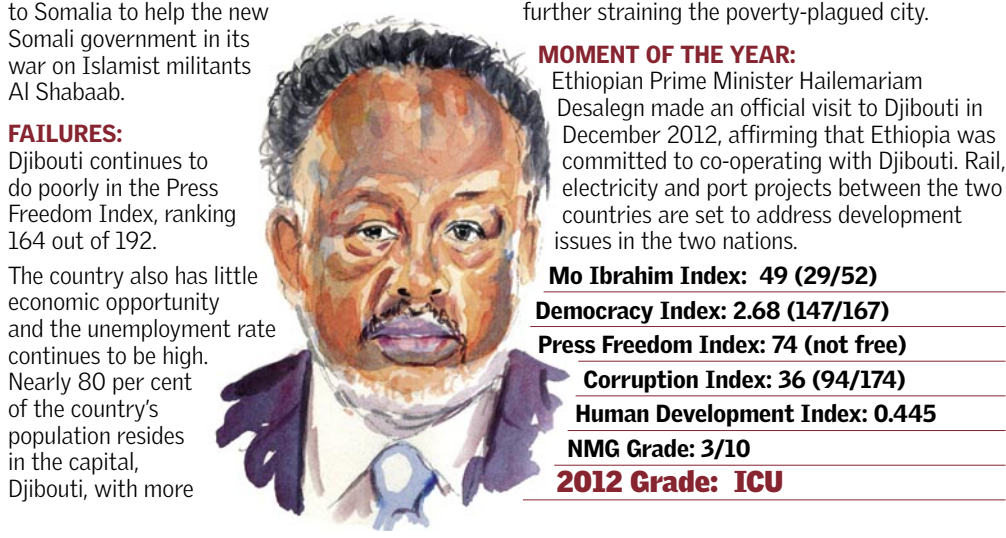 to Somalia to help the new
Somali government in its
war on Islamist militants
Al Shabaab.
FAILURES:
Djibouti continues to
do poorly in the Press
Freedom Index, ranking
164 out of 192.
The country also has little
economic opportunity
and the unemployment rate
continues to be high.
Nearly 80 per cent
of the country's
population resides
in the capital,
Djibouti, with more
further straining the poverty-plagued city.
MOMENT OF THE YEAR:
Ethiopian Prime Minister Hailemariam
Desalegn made an official visit to Djibouti in
December 2012, affirming that Ethiopia was
committed to co-operating with Djibouti. Rail,
electricity and port projects between the two
countries are set to address development
issues in the two nations.
Mo Ibrahim Index: 49 (29/52)
Democracy Index: 2.68 (147/167)
Press Freedom Index: 74 (not free)
Corruption Index: 36 (94/174)
Human Development Index: 0.445
NMG Grade: 3/10
2012 Grade: ICU